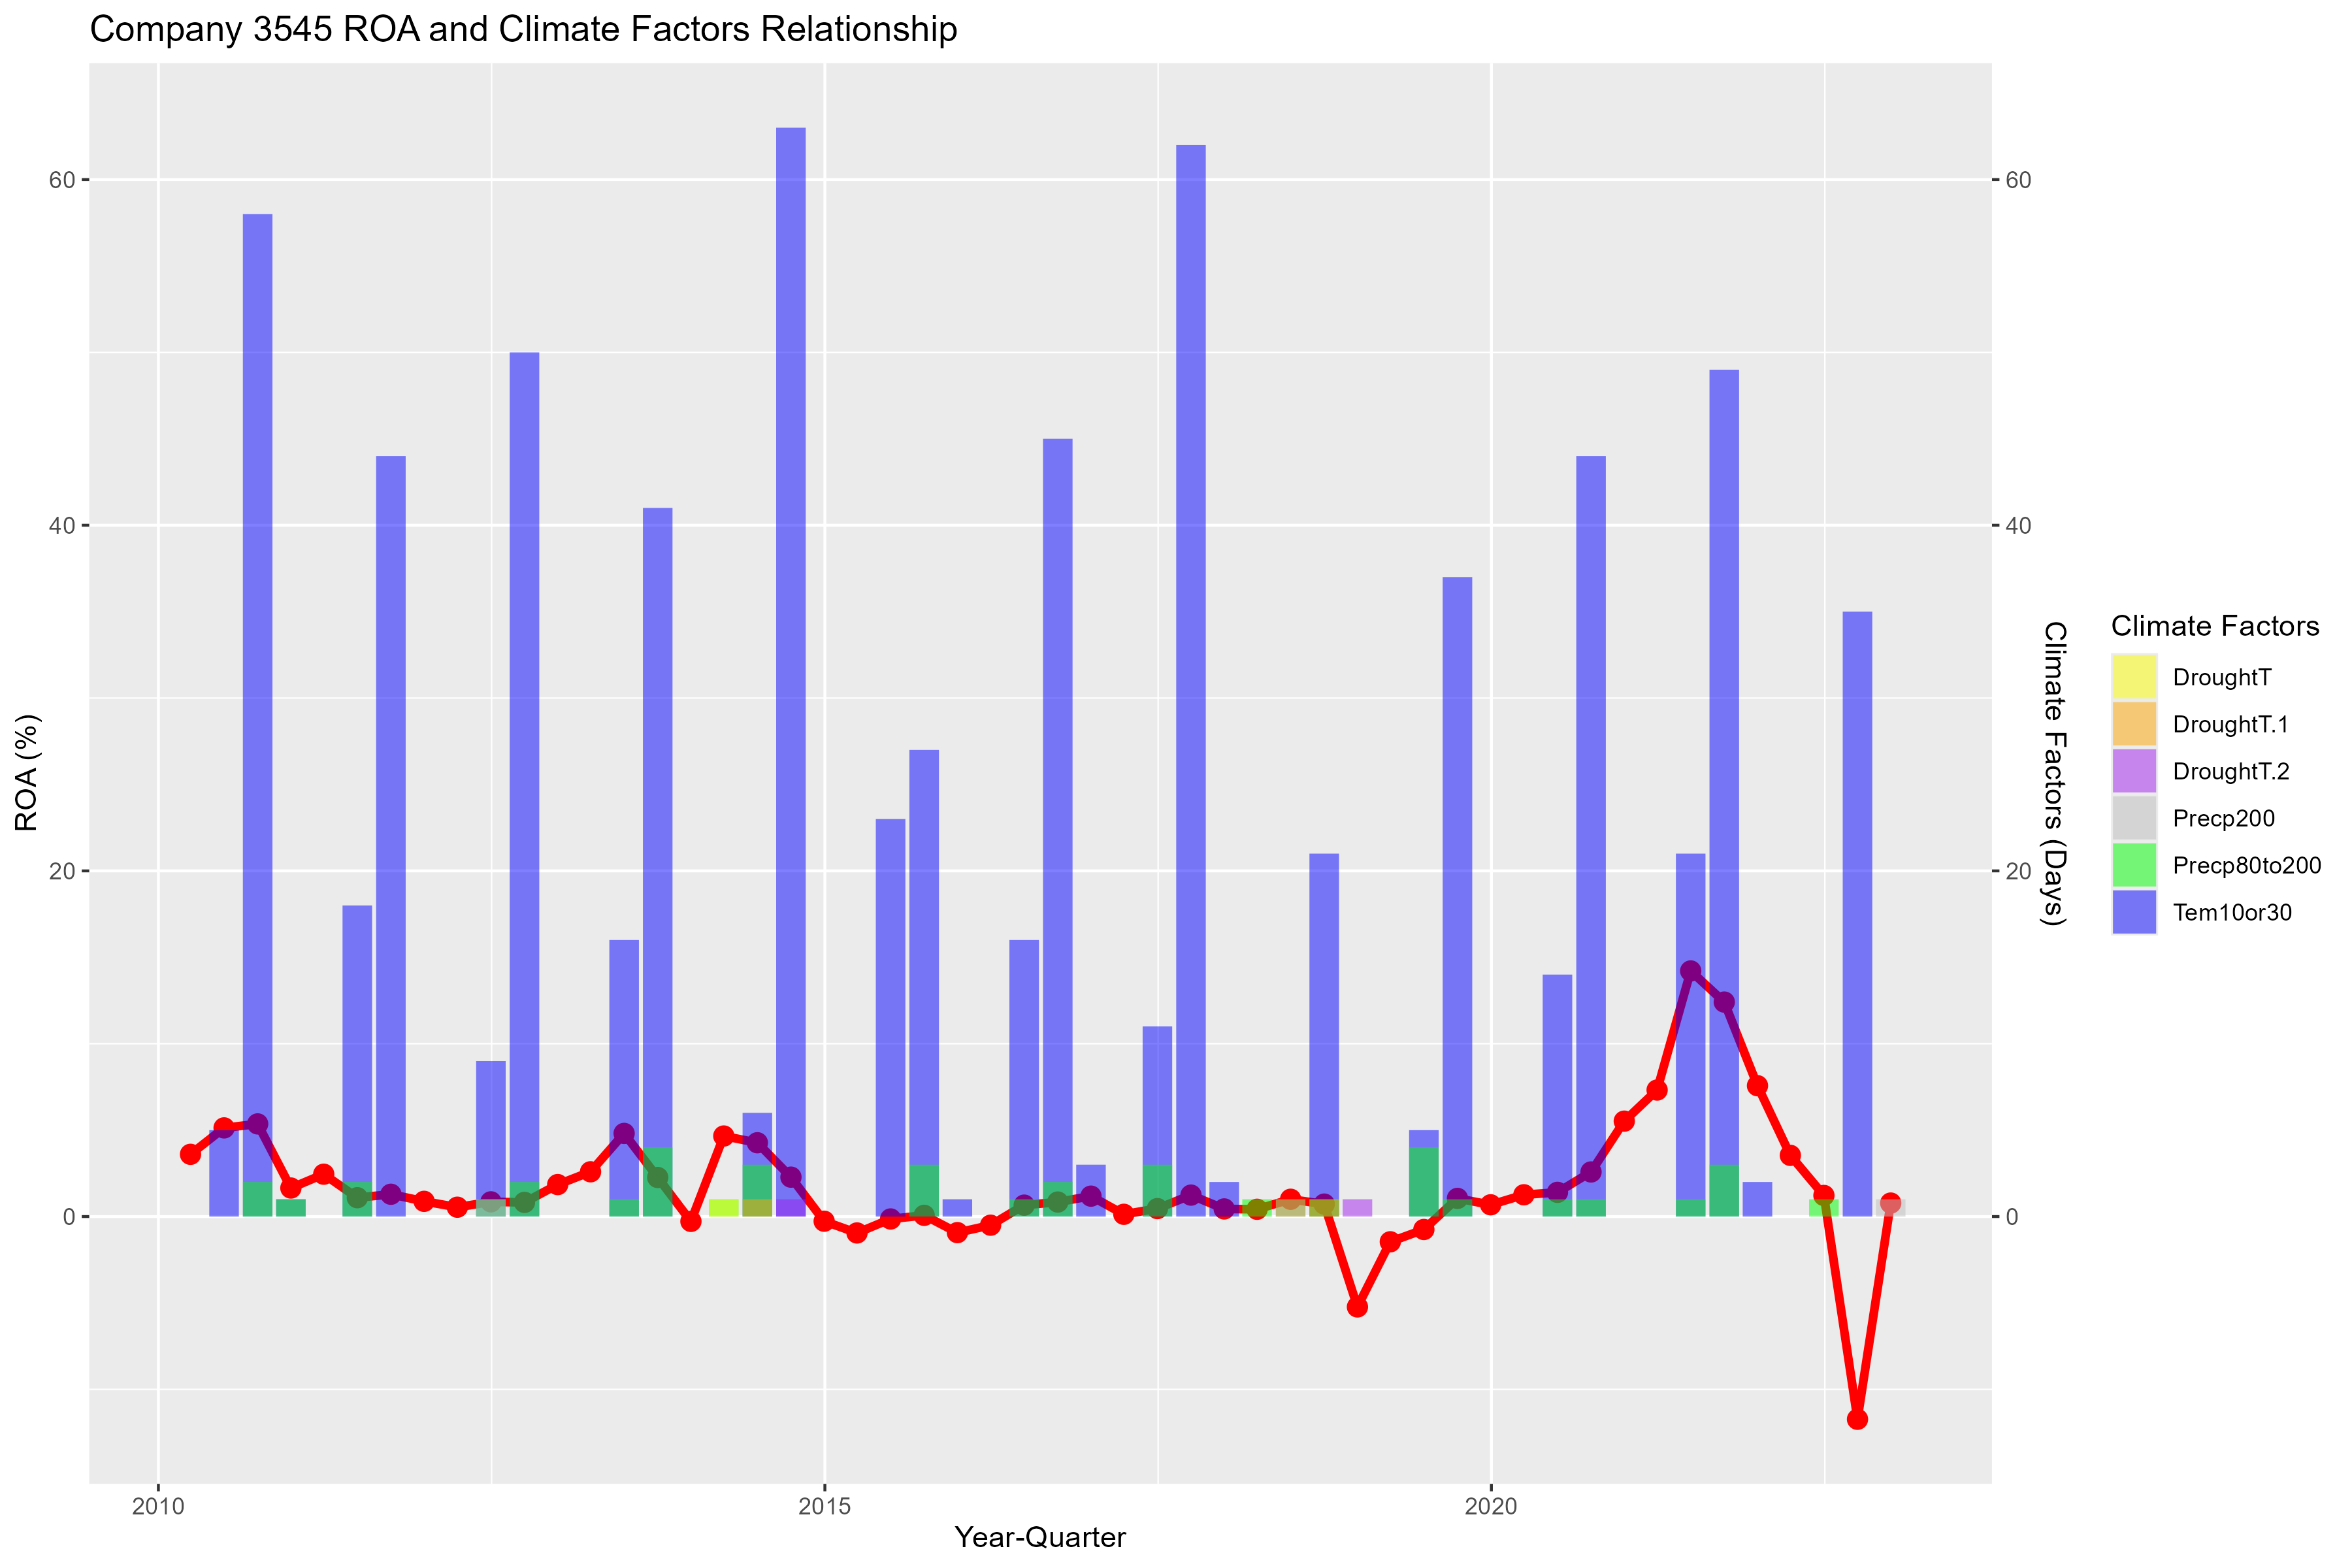 Company 3545 ROA and Climate Factors Relationship
60
40
20
0
ROA (%)
60
40
20
0
Climate Factors (Days)
2010
2015
2020
Year-Quarter
Climate Factors
DroughtT
DroughtT.1
DroughtT.2
Precp200
Precp80to200
Tem10or30